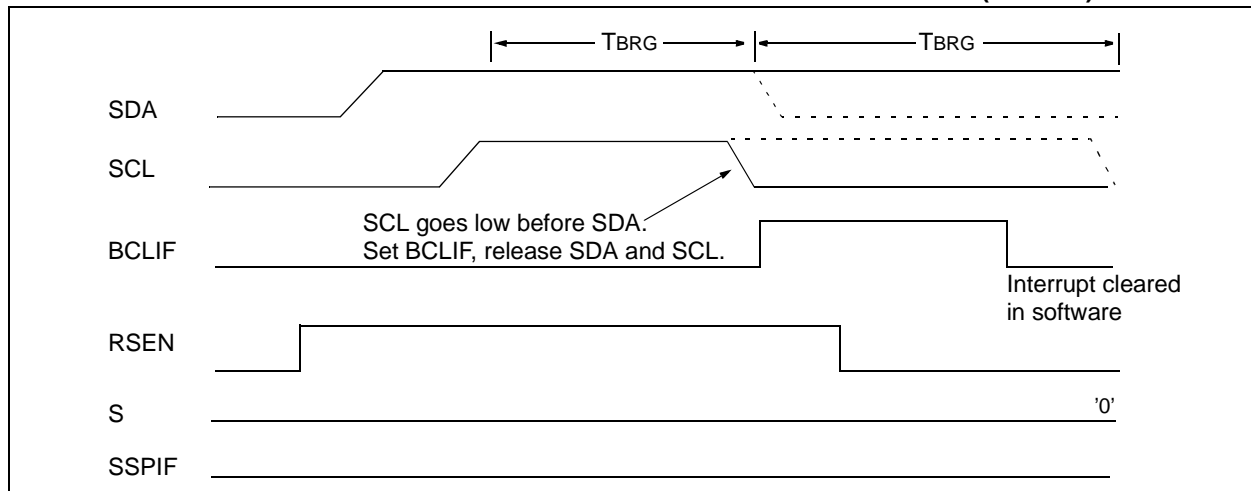 TBRG TBRG
SDA
SCL
SCL goes low before SDA.
Set BCLIF, release SDA and SCL.
BCLIF
Interrupt cleared
in software
RSEN
S '0'
SSPIF